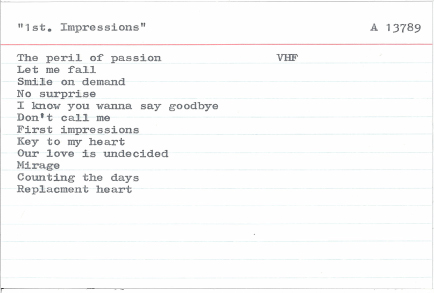 "1st. Impressions" A 13789
The peril of passion VHF
Let me fall
Smile on demand
No surprise
I know you wanna say goodbye
Don't call me
First impressions
Key to my heart
Our love is undecided
Mirage
Counting the days
Replacment heart